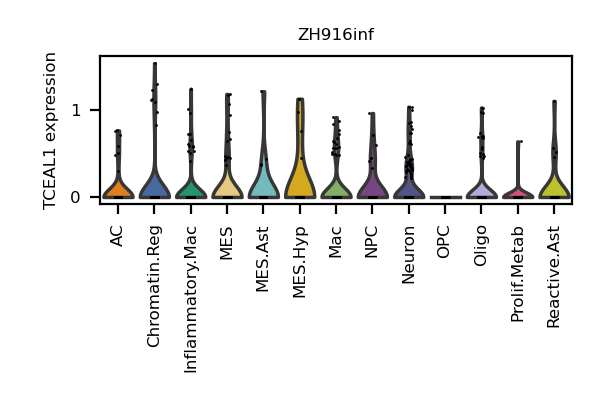 ZH916inf
TCEAL1 expression
1
0
AC
Chromatin.Reg
Inflammatory.Mac
MES
MES.Ast
MES.Hyp
Mac
NPC
Neuron
OPC
Oligo
Prolif.Metab
Reactive.Ast